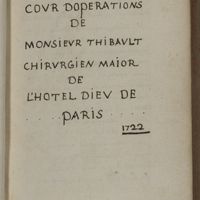 COVR DOPERATIONS
DE
MONSIEVR THIBAVLT
CHIRVRGIEN MAIOR
DE
L'HOTEL DIEV DE
PARIS
1722